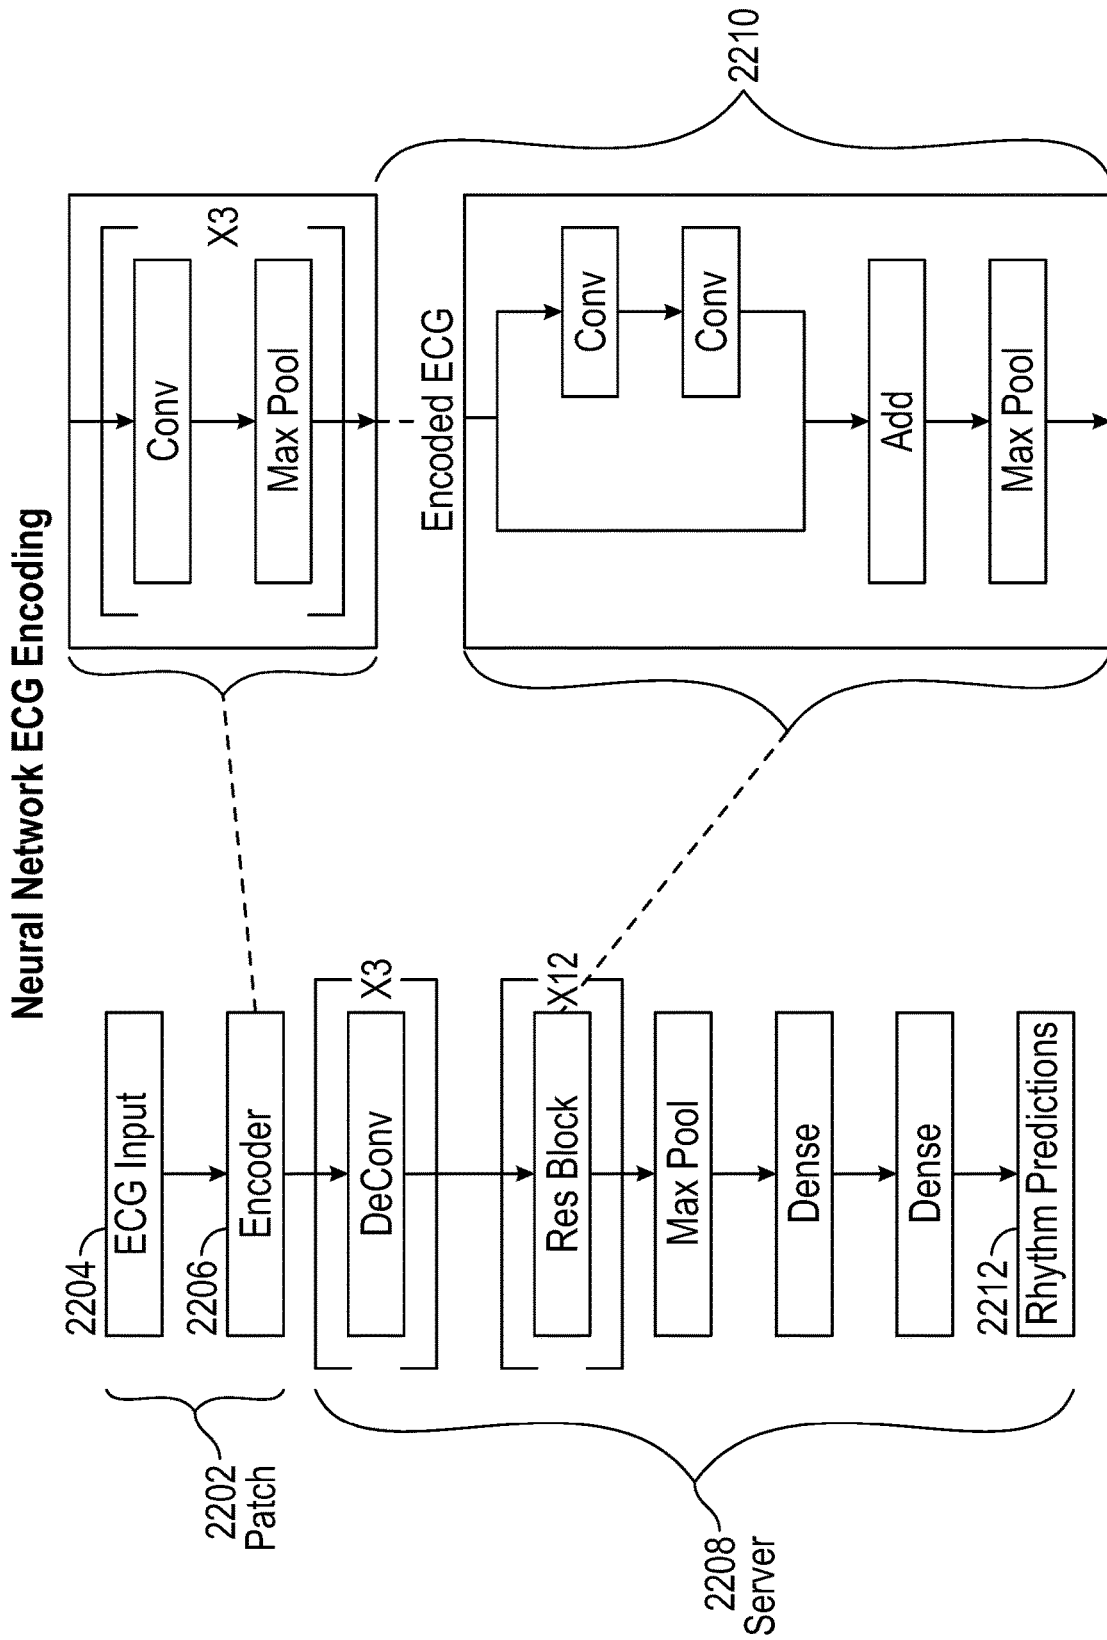 Neural Network ECG Encoding
2202
Patch
2204
ECG Input
2206
Encoder
2208
Server
DeConv
X3
Res Block
X12
Max Pool
Dense
Dense
2212
Rhythm Predictions
Conv
Max Pool
X3
Encoded ECG
Conv
Conv
Add
Max Pool
2210